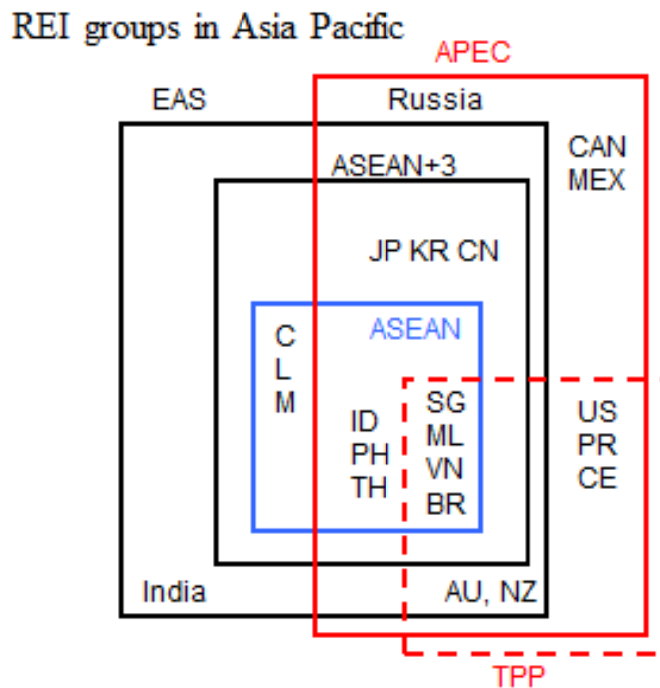 REI groups in Asia Pacific
APEC
EAS
Russia
CAN
MEX
ASEAN+3
JP KR CN
ASEAN
C
L
M
ID
PH
TH
SG
ML
VN
BR
US
PR
CE
India
AU, NZ
TPP